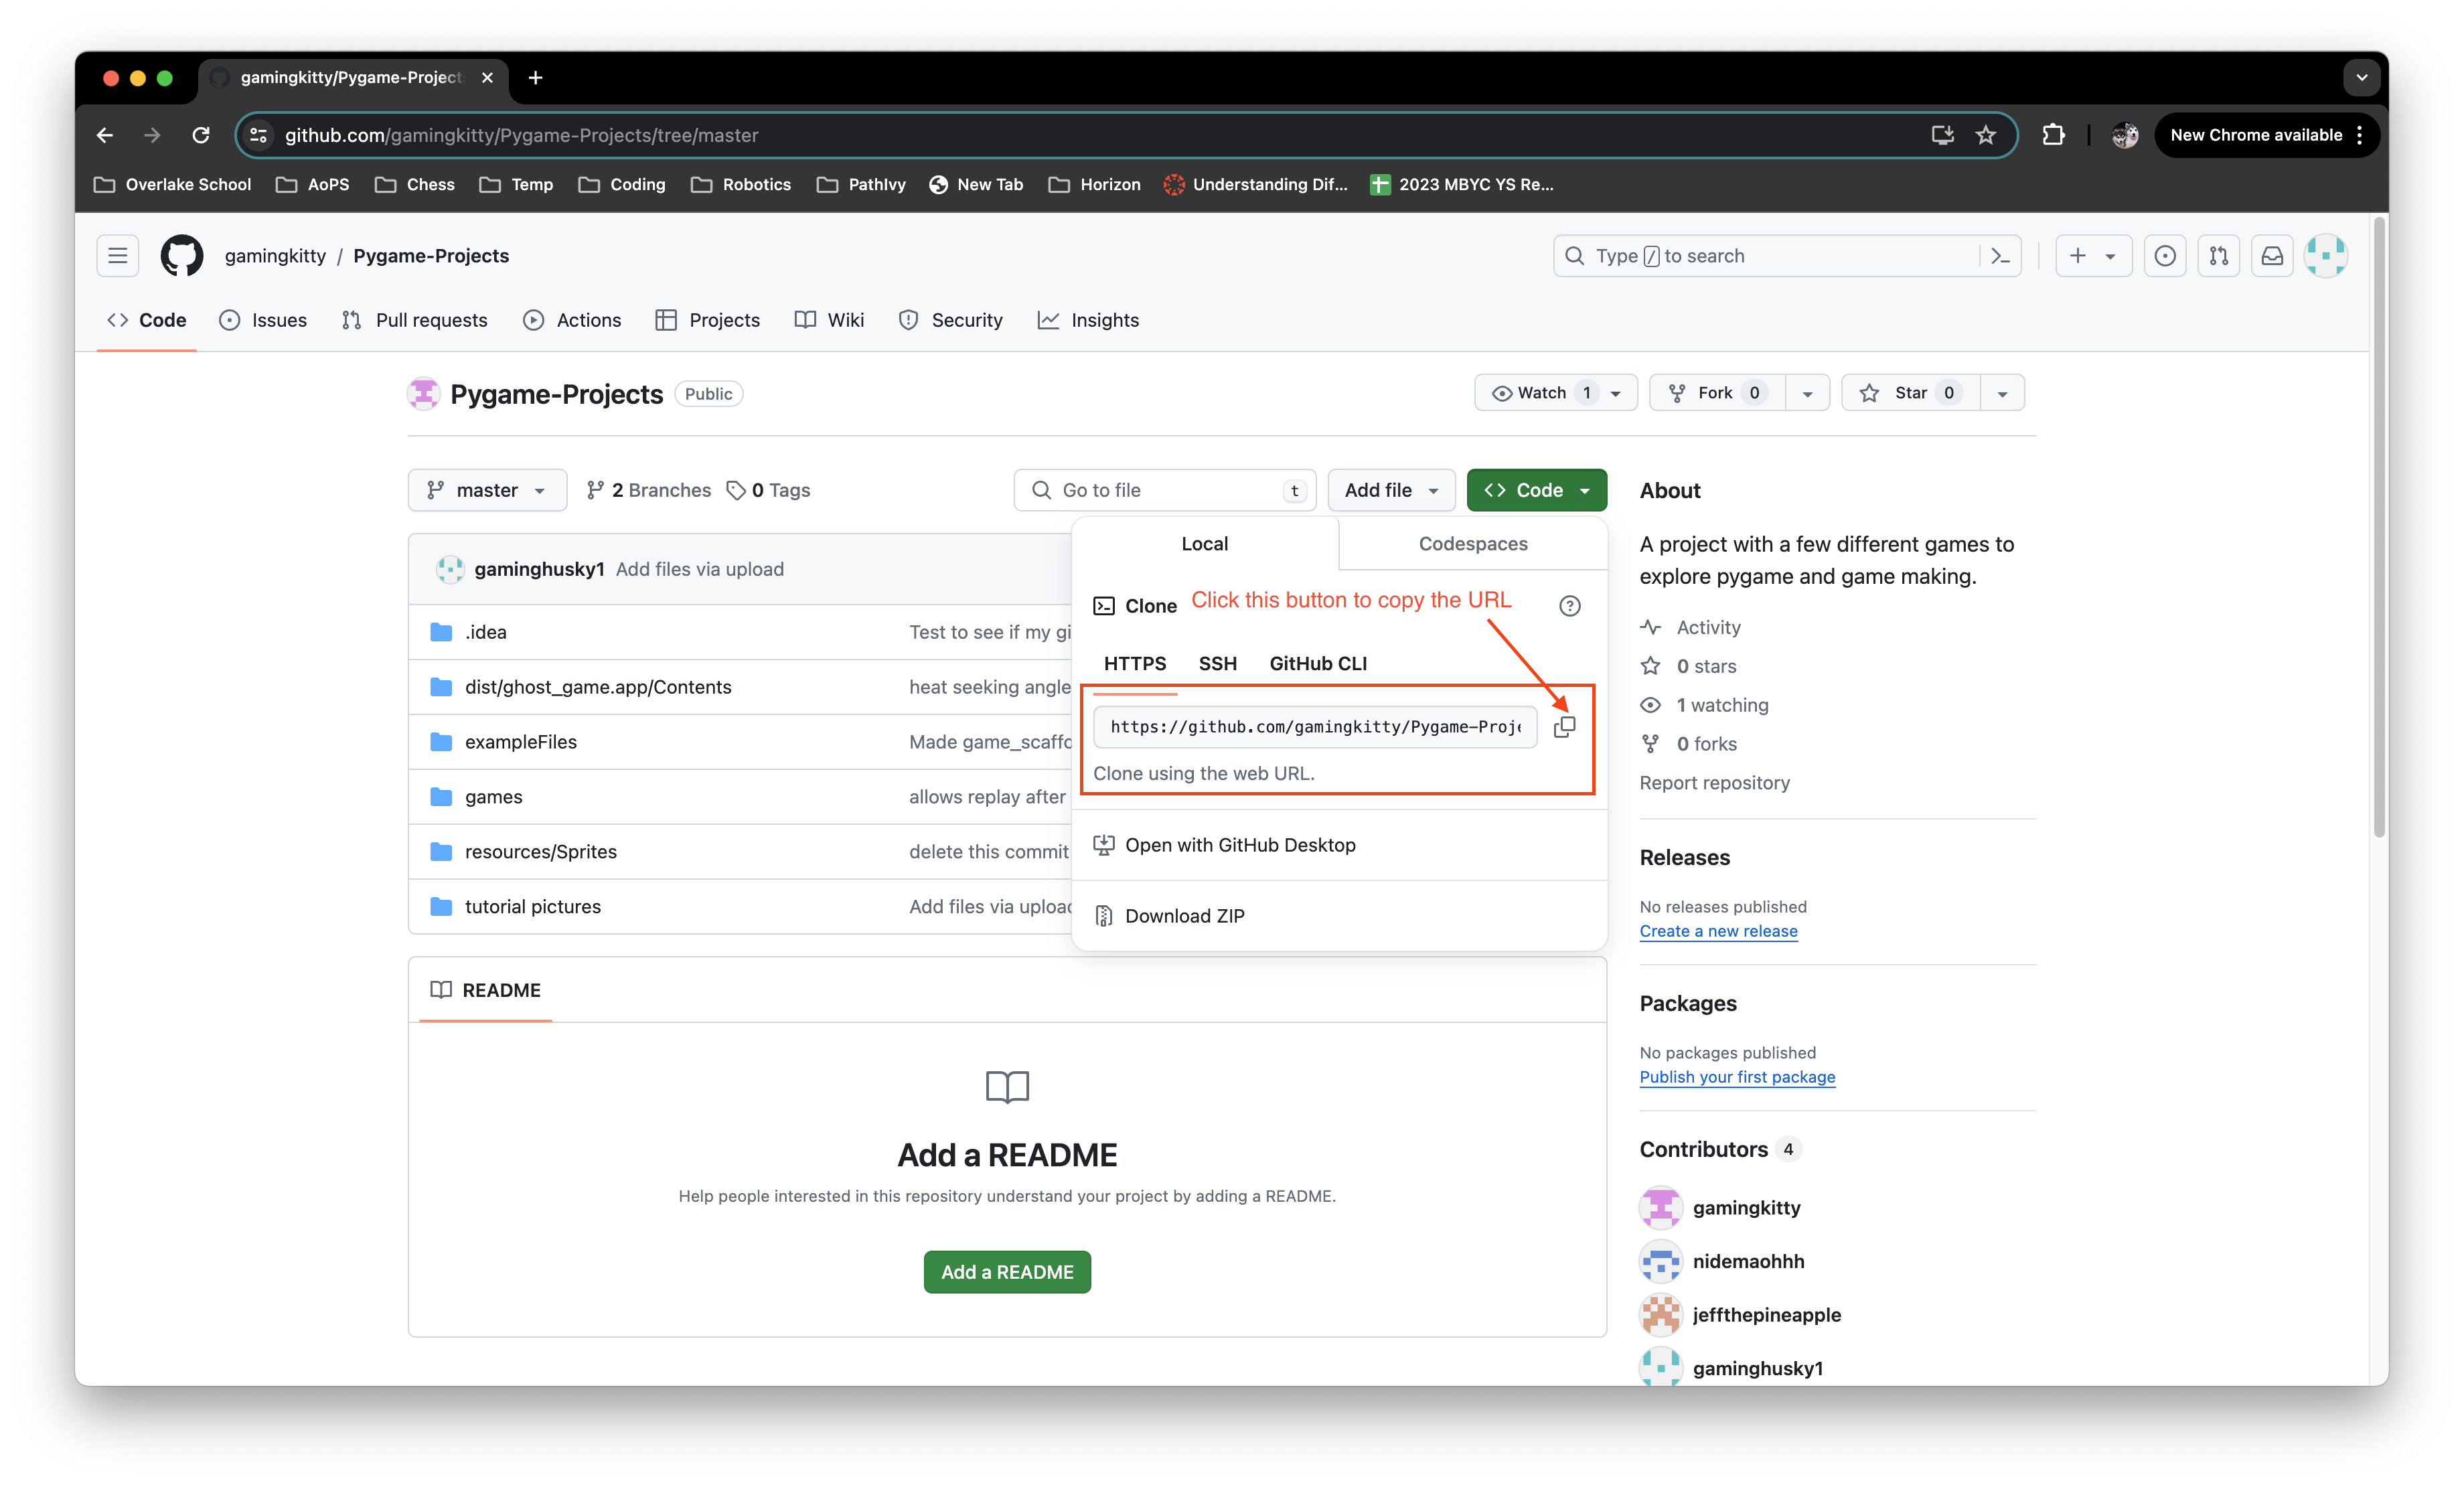 gamingkitty/Pygame-Project
github.com/gamingkitty/Pygame-Projects/tree/master
New Chrome available
Overlake School AoPS Chess Temp Coding Robotics PathIvy New Tab Horizon Understanding Dif... 2023 MBYC YS Re...
gamingkitty / Pygame-Projects
Type / to search
Code Issues Pull requests Actions Projects Wiki Security Insights
Pygame-Projects Public
Watch 1 Fork 0 Star 0
master 2 Branches 0 Tags
Go to file t
Add file
Code
gaminghusky1 Add files via upload
.idea Test to see if my gi
dist/ghost_game.app/Contents heat seeking angle
exampleFiles Made game_scaffo
games allows replay after
resources/Sprites delete this commit
tutorial pictures Add files via upload
Local Codespaces
Clone Click this button to copy the URL
HTTPS SSH GitHub CLI
https://github.com/gamingkitty/Pygame-Proje
Clone using the web URL.
Open with GitHub Desktop
Download ZIP
README
Add a README
Help people interested in this repository understand your project by adding a README.
Add a README
About
A project with a few different games to
explore pygame and game making.
Activity
0 stars
1 watching
0 forks
Report repository
Releases
No releases published
Create a new release
Packages
No packages published
Publish your first package
Contributors 4
gamingkitty
nidemaohhh
jeffthepineapple
gaminghusky1